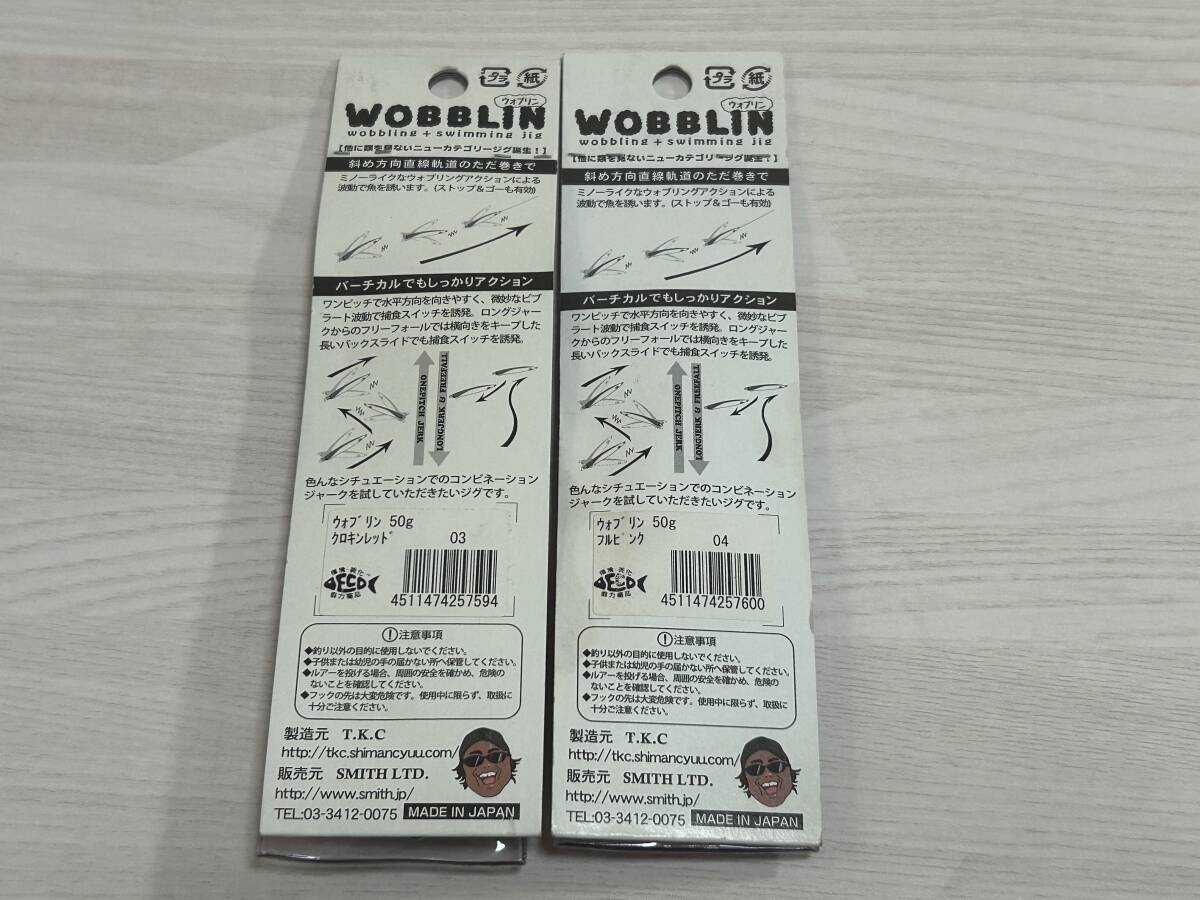 プラ
紙
ウォブリン
WOBBLIN
wobbling + swimming jig
【他に類を見ないニューカテゴリージグ誕生！】
斜め方向直線軌道のただ巻きで
ミノーライクなウォブリングアクションによる
波動で魚を誘います。(ストップ＆ゴーも有効)
バーチカルでもしっかりアクション
ワンピッチで水平方向を向きやすく、微妙なビブ
ラート波動で捕食スイッチを誘発。ロングジャー
クからのフリーフォールでは横向きをキープした
長いバックスライドでも捕食スイッチを誘発。
ONEPITCH JERK
LONGJERK & FREEFALL
色んなシチュエーションでのコンビネーション
ジャークを試していただきたいジグです。
ｳｫﾌﾞﾘﾝ 50g
ｸﾛｷﾝﾚｯﾄﾞ 03
環境・美化
ECO
協力商品
4511474257594
注意事項
◆釣り以外の目的に使用しないでください。
◆子供または幼児の手の届かない所へ保管してください。
◆ルアーを投げる場合、周囲の安全を確かめ、危険の
ないことを確認してください。
◆フックの先は大変危険です。使用中に限らず、取扱に
十分ご注意ください。
製造元 T.K.C
http://tkc.shimancyuu.com/
販売元 SMITH LTD.
http://www.smith.jp/
TEL:03-3412-0075 MADE IN JAPAN
プラ
紙
ウォブリン
WOBBLIN
wobbling + swimming jig
【他に類を見ないニューカテゴリージグ誕生！】
斜め方向直線軌道のただ巻きで
ミノーライクなウォブリングアクションによる
波動で魚を誘います。(ストップ＆ゴーも有効)
バーチカルでもしっかりアクション
ワンピッチで水平方向を向きやすく、微妙なビブ
ラート波動で捕食スイッチを誘発。ロングジャー
クからのフリーフォールでは横向きをキープした
長いバックスライドでも捕食スイッチを誘発。
ONEPITCH JERK
LONGJERK & FREEFALL
色んなシチュエーションでのコンビネーション
ジャークを試していただきたいジグです。
ｳｫﾌﾞﾘﾝ 50g
ﾌﾙﾋﾟﾝｸ 04
環境・美化
ECO
協力商品
4511474257600
注意事項
◆釣り以外の目的に使用しないでください。
◆子供または幼児の手の届かない所へ保管してください。
◆ルアーを投げる場合、周囲の安全を確かめ、危険の
ないことを確認してください。
◆フックの先は大変危険です。使用中に限らず、取扱に
十分ご注意ください。
製造元 T.K.C
http://tkc.shimancyuu.com/
販売元 SMITH LTD.
http://www.smith.jp/
TEL:03-3412-0075 MADE IN JAPAN